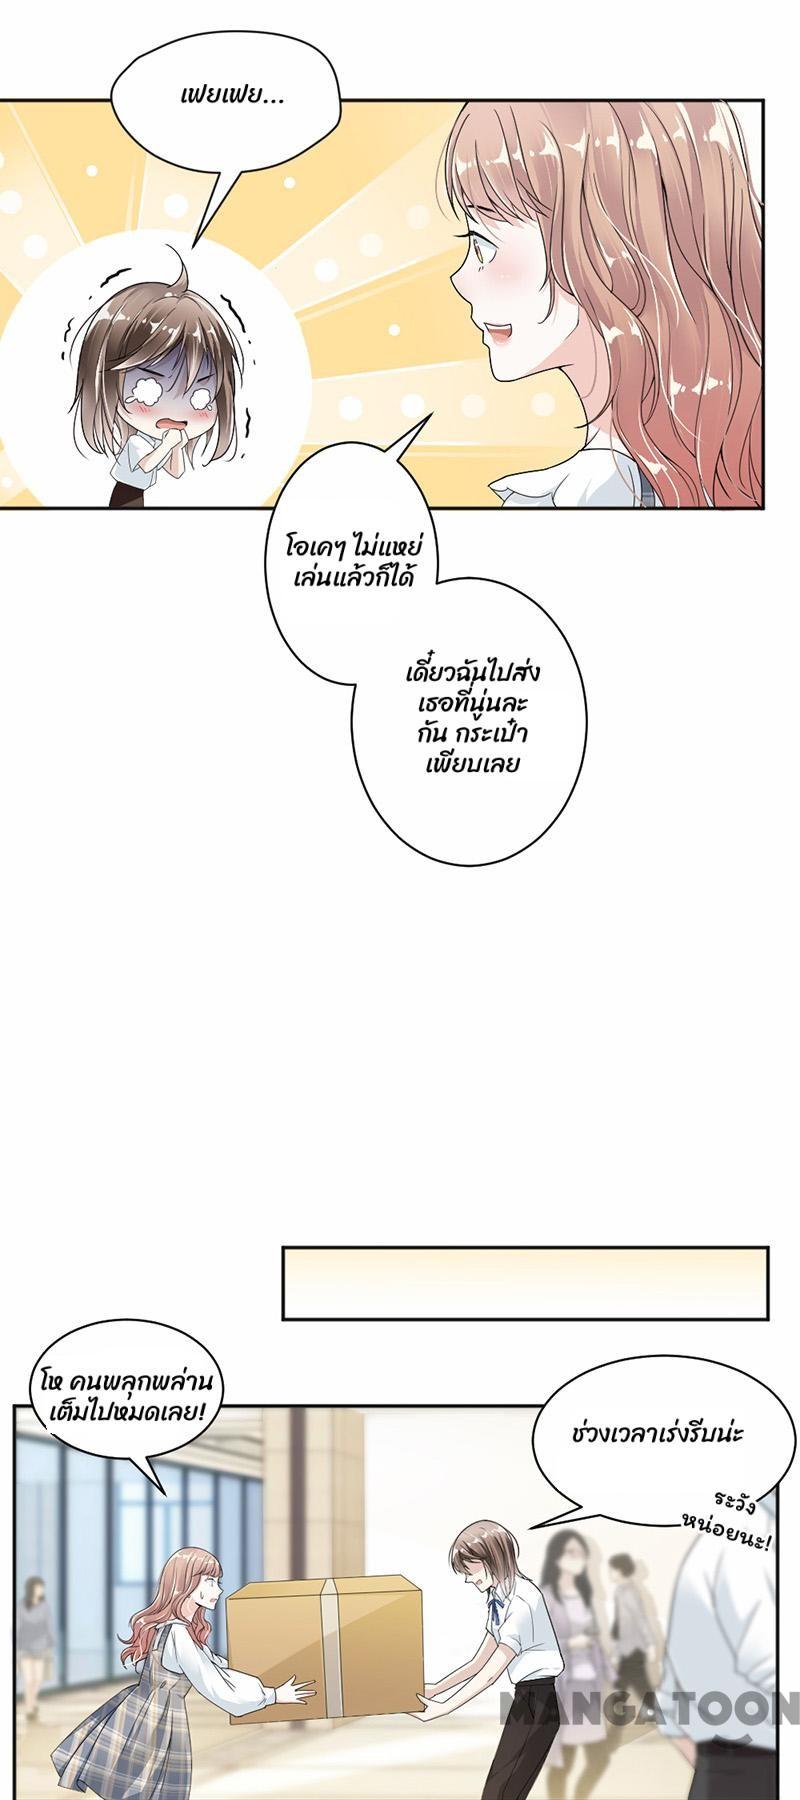 เฟยเฟย...
โอเคๆ ไม่แหย่
เล่นแล้วก็ได้
เดี๋ยวฉันไปส่ง
เธอที่นู่นละ
กัน กระเป๋า
เพียบเลย
โห คนพลุกพล่าน
เต็มไปหมดเลย!
ช่วงเวลาเร่งรีบน่ะ
ระวัง
หน่อยนะ!
MANGATOON